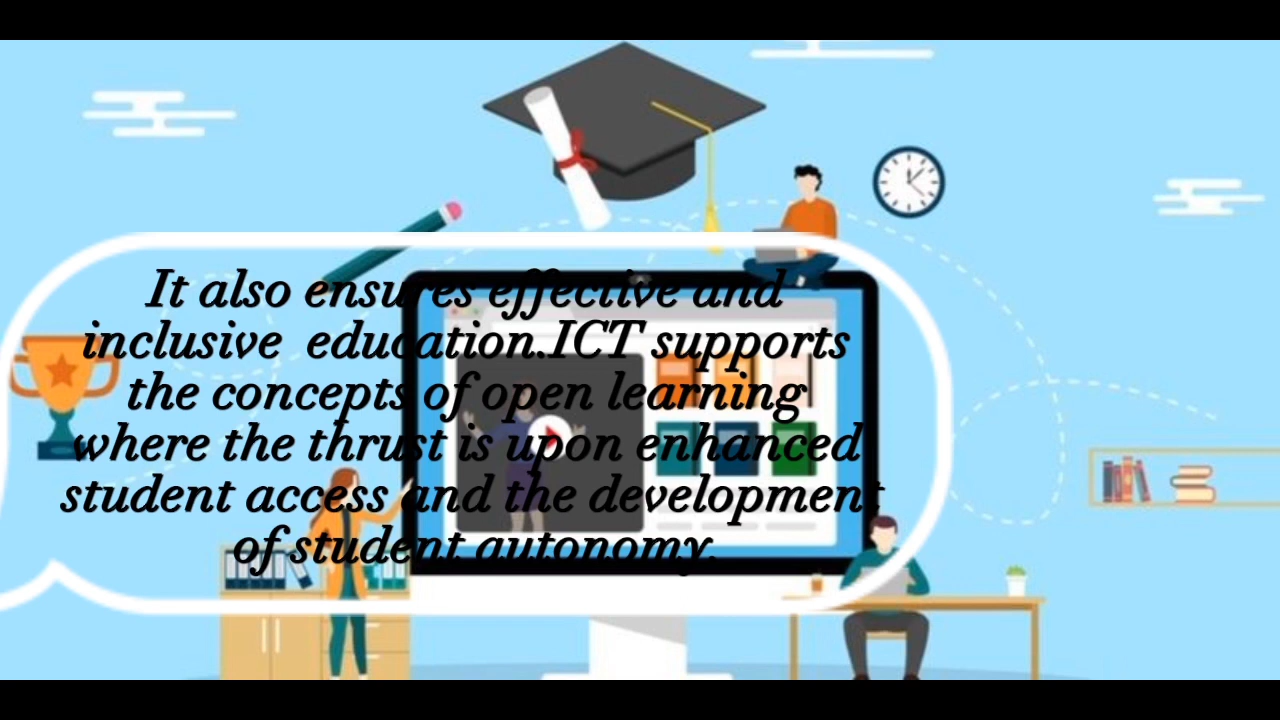 It also ensures effective and
inclusive  education.ICT supports
the concepts of open learning
where the thrust is upon enhanced
student access and the development
of student autonomy.